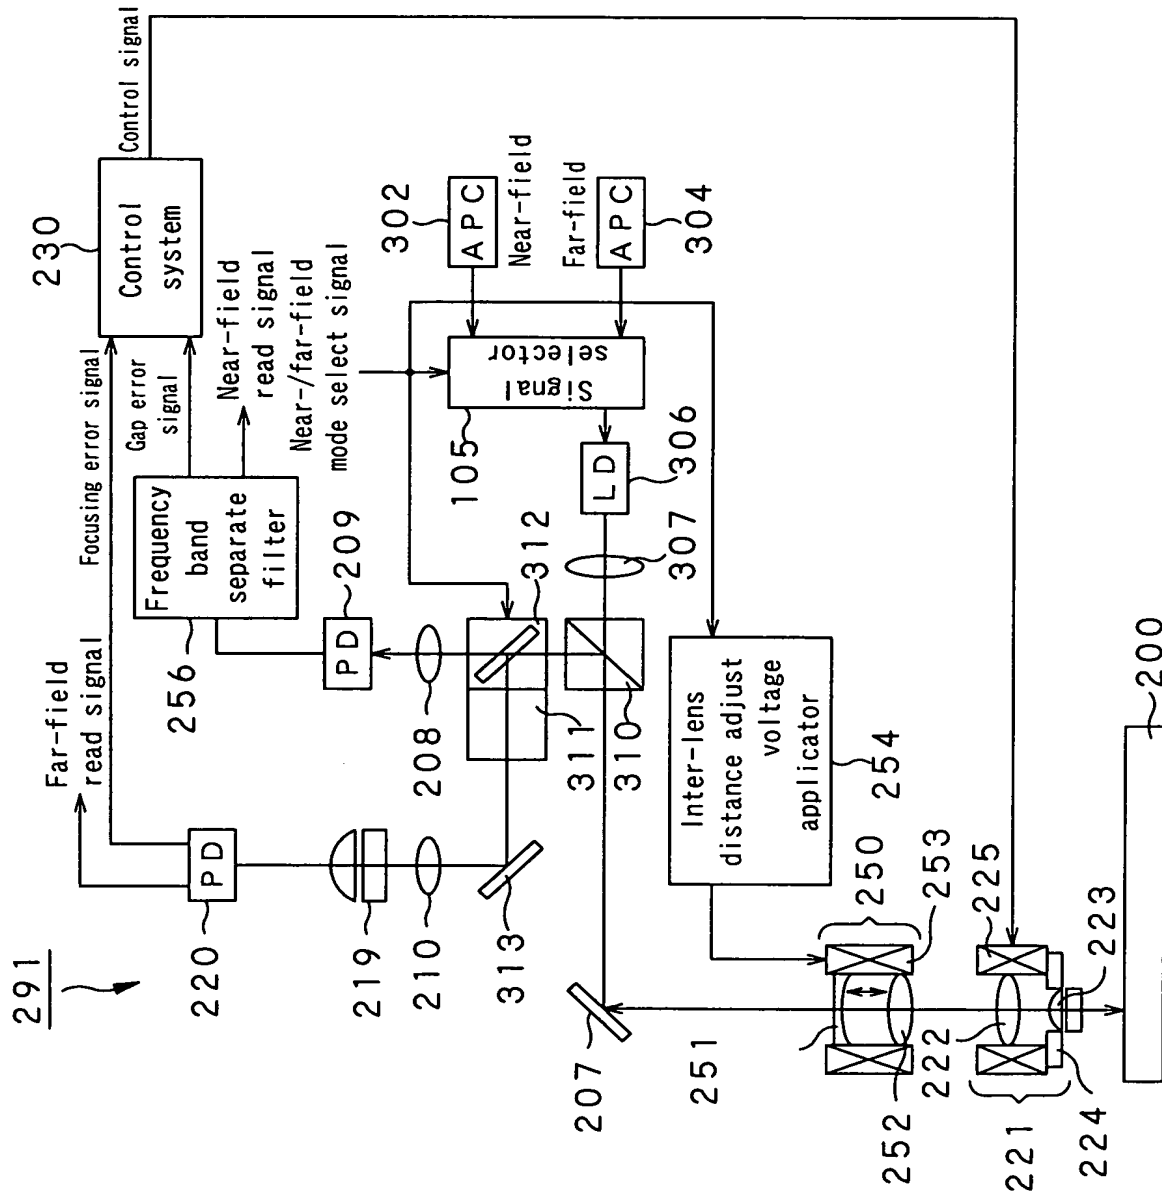 291
Far-field
read signal
Focusing error signal
Gap error
signal
230
Control
system
Control signal
Near-field
read signal
Near-/far-field
mode select signal
256
Frequency
band
separate
filter
220
PD
209
PD
219
210
208
313
311
312
310
307
306
LD
105
Signal
selector
302
APC
Near-field
Far-field
APC
304
207
Inter-lens
distance adjust
voltage
applicator
254
251
250
253
252
222
225
223
221
224
200